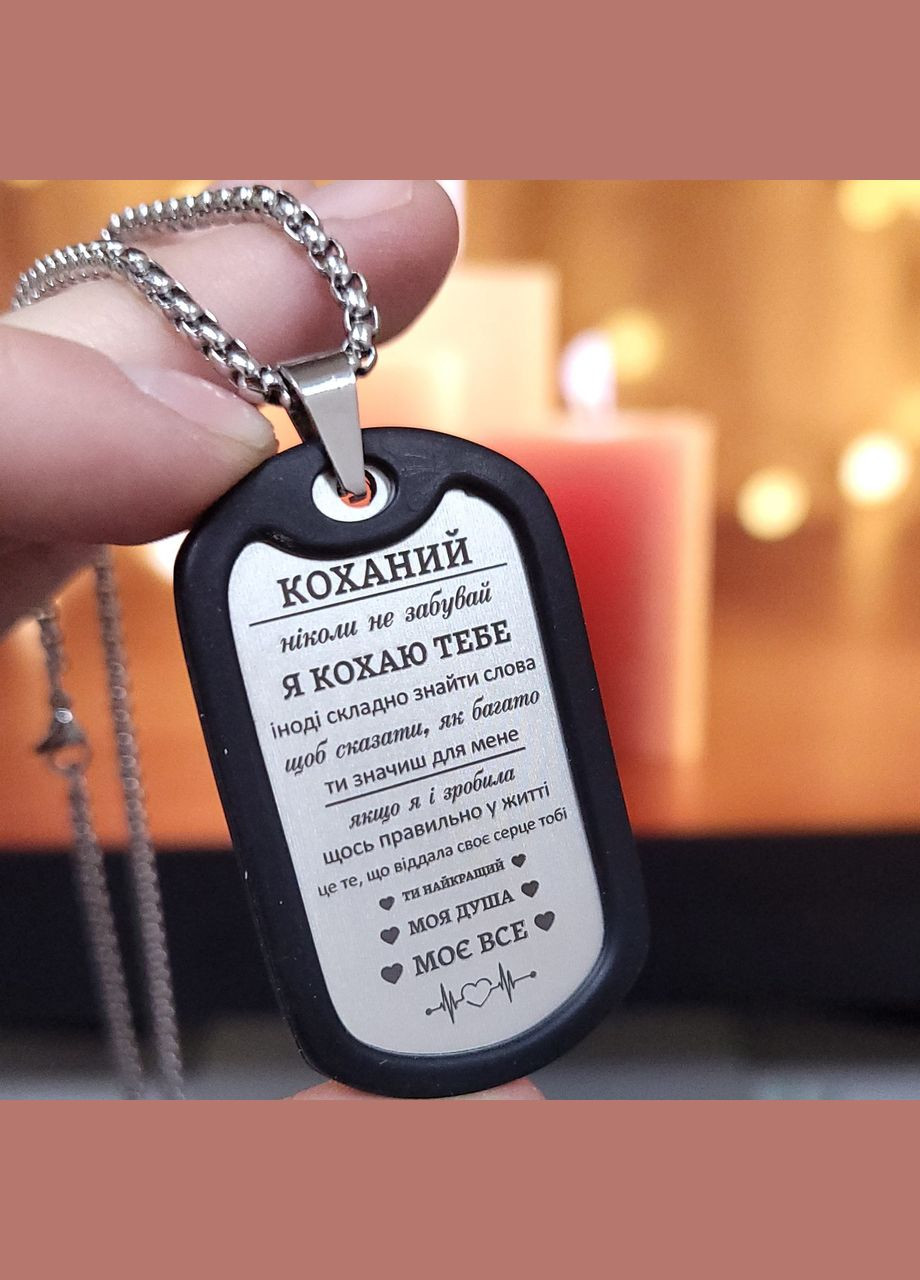 КОХАНИЙ
ніколи не забувай
Я КОХАЮ ТЕБЕ
іноді складно знайти слова
щоб сказати, як багато
ти значиш для мене
якщо я і зробила
щось правильно у житті
це те, що віддала своє серце тобі
ТИ НАЙКРАЩИЙ
МОЯ ДУША
МОЄ ВСЕ